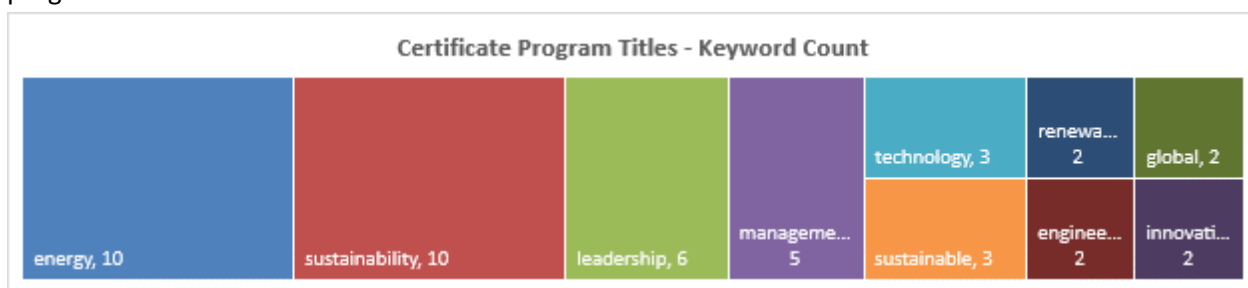 Certificate Program Titles - Keyword Count
energy, 10
sustainability, 10
leadership, 6
manageme...
5
technology, 3
sustainable, 3
renewa...
2
global, 2
enginee...
2
innovati...
2